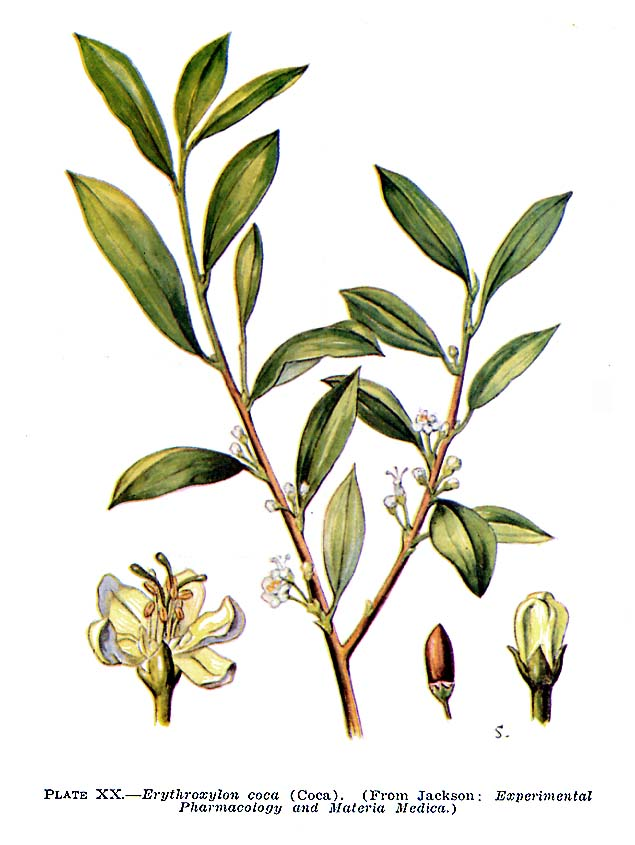 S.
PLATE XX.—Erythroxylon coca (Coca). (From Jackson: Experimental
Pharmacology and Materia Medica.)